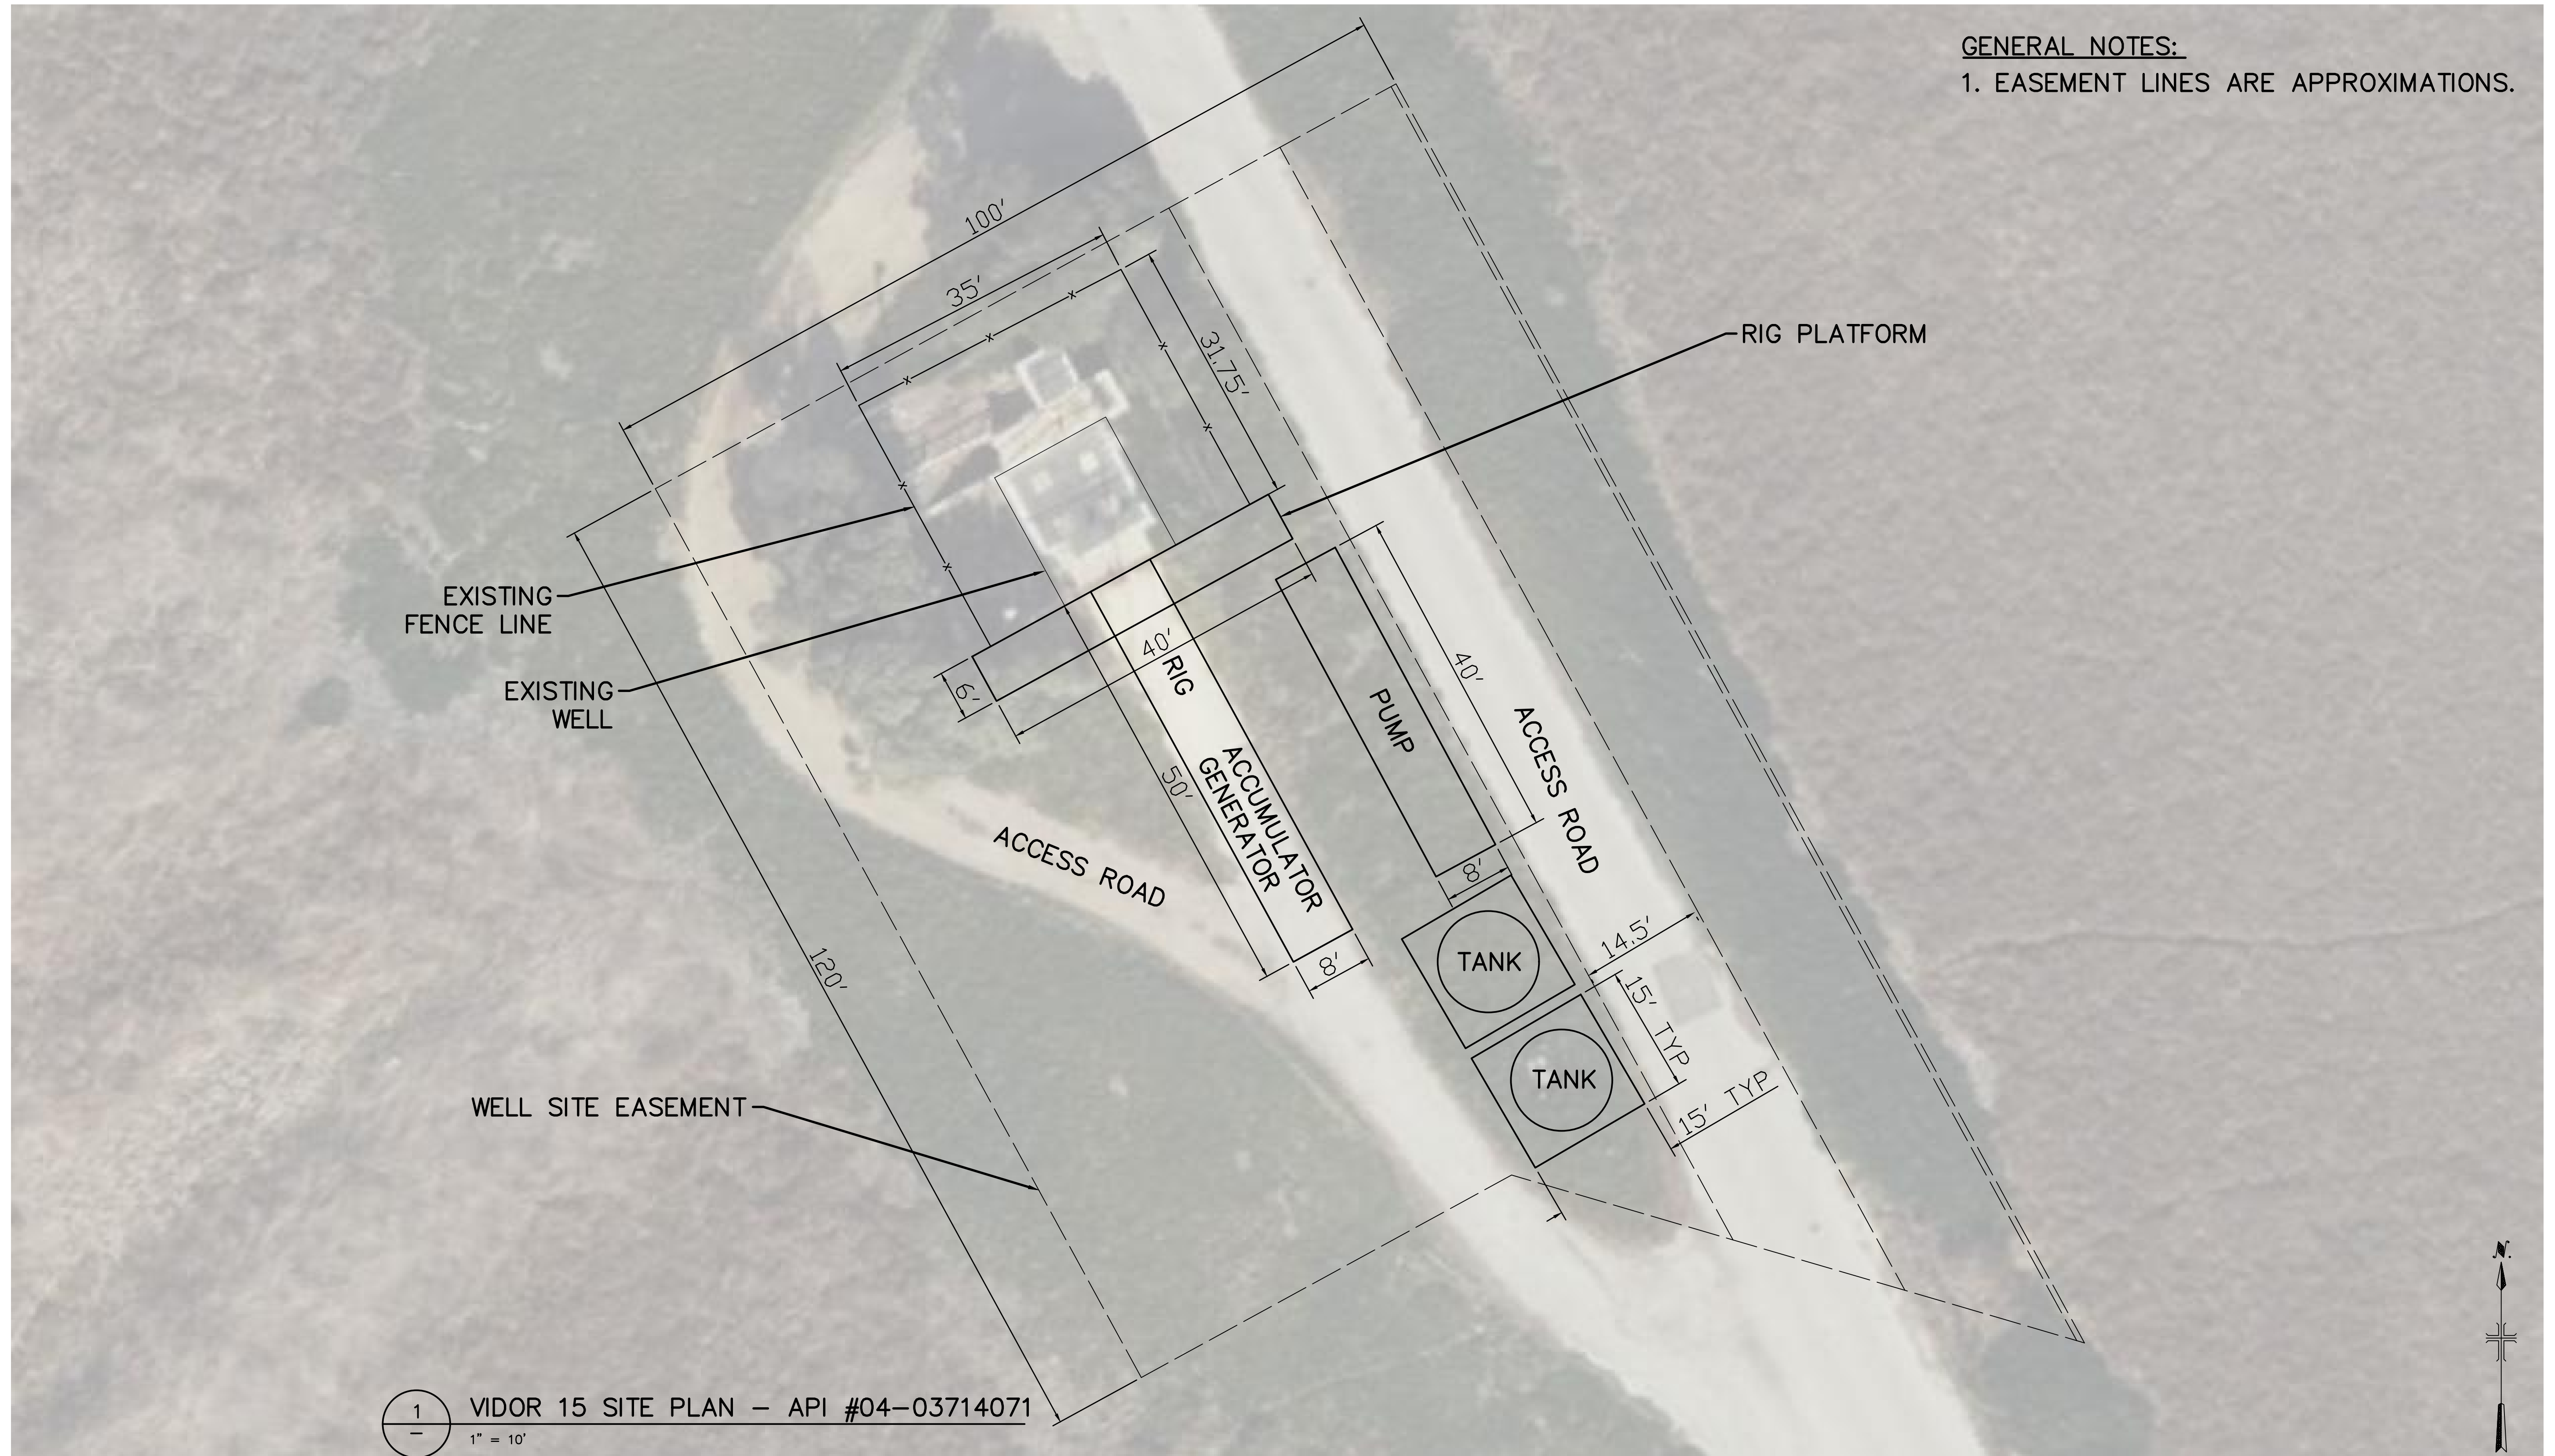 GENERAL NOTES:
1. EASEMENT LINES ARE APPROXIMATIONS.
100'
35'
31.75'
RIG PLATFORM
EXISTING
FENCE LINE
EXISTING
WELL
6'
40'
RIG
50'
ACCUMULATOR
GENERATOR
8'
PUMP
40'
8'
ACCESS ROAD
ACCESS ROAD
120'
TANK
TANK
14.5'
15' TYP
15' TYP
WELL SITE EASEMENT
N.
1
–
VIDOR 15 SITE PLAN – API #04-03714071
1" = 10'